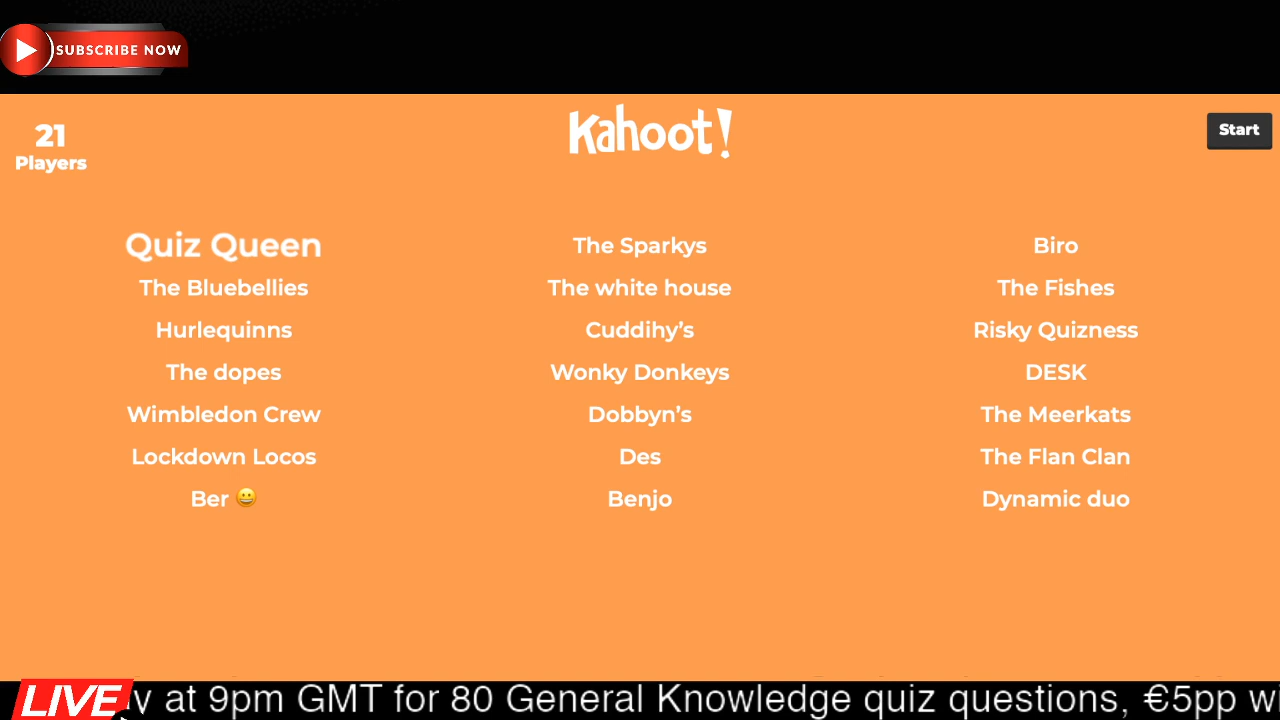 SUBSCRIBE NOW
21
Players
Kahoot!
Start
Quiz Queen
The Sparkys
Biro
The Bluebellies
The white house
The Fishes
Hurlequinns
Cuddihy’s
Risky Quizness
The dopes
Wonky Donkeys
DESK
Wimbledon Crew
Dobbyn’s
The Meerkats
Lockdown Locos
Des
The Flan Clan
Ber 😀
Benjo
Dynamic duo
LIVE
at 9pm GMT for 80 General Knowledge quiz questions, €5pp